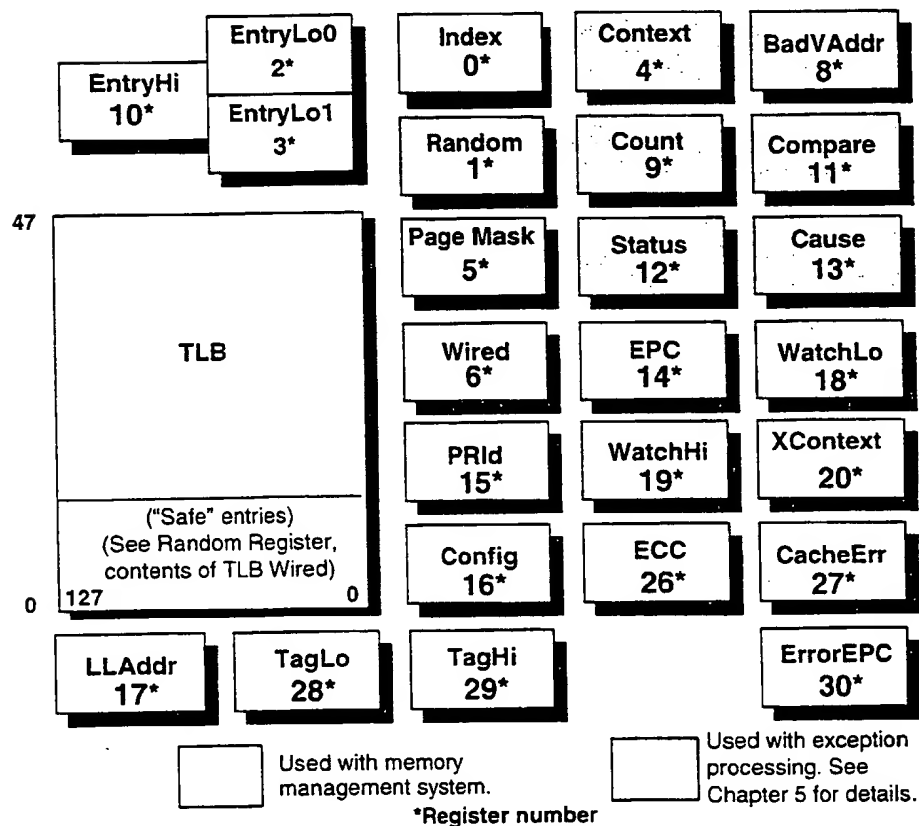 EntryHi
10*
EntryLo0
2*
EntryLo1
3*
Index
0*
Context
4*
BadVAddr
8*
Random
1*
Count
9*
Compare
11*
47
TLB
("Safe" entries)
(See Random Register,
contents of TLB Wired)
0
127
0
Page Mask
5*
Status
12*
Cause
13*
Wired
6*
EPC
14*
WatchLo
18*
PRId
15*
WatchHi
19*
XContext
20*
Config
16*
ECC
26*
CacheErr
27*
LLAddr
17*
TagLo
28*
TagHi
29*
ErrorEPC
30*
Used with memory
management system.
Used with exception
processing. See
Chapter 5 for details.
*Register number